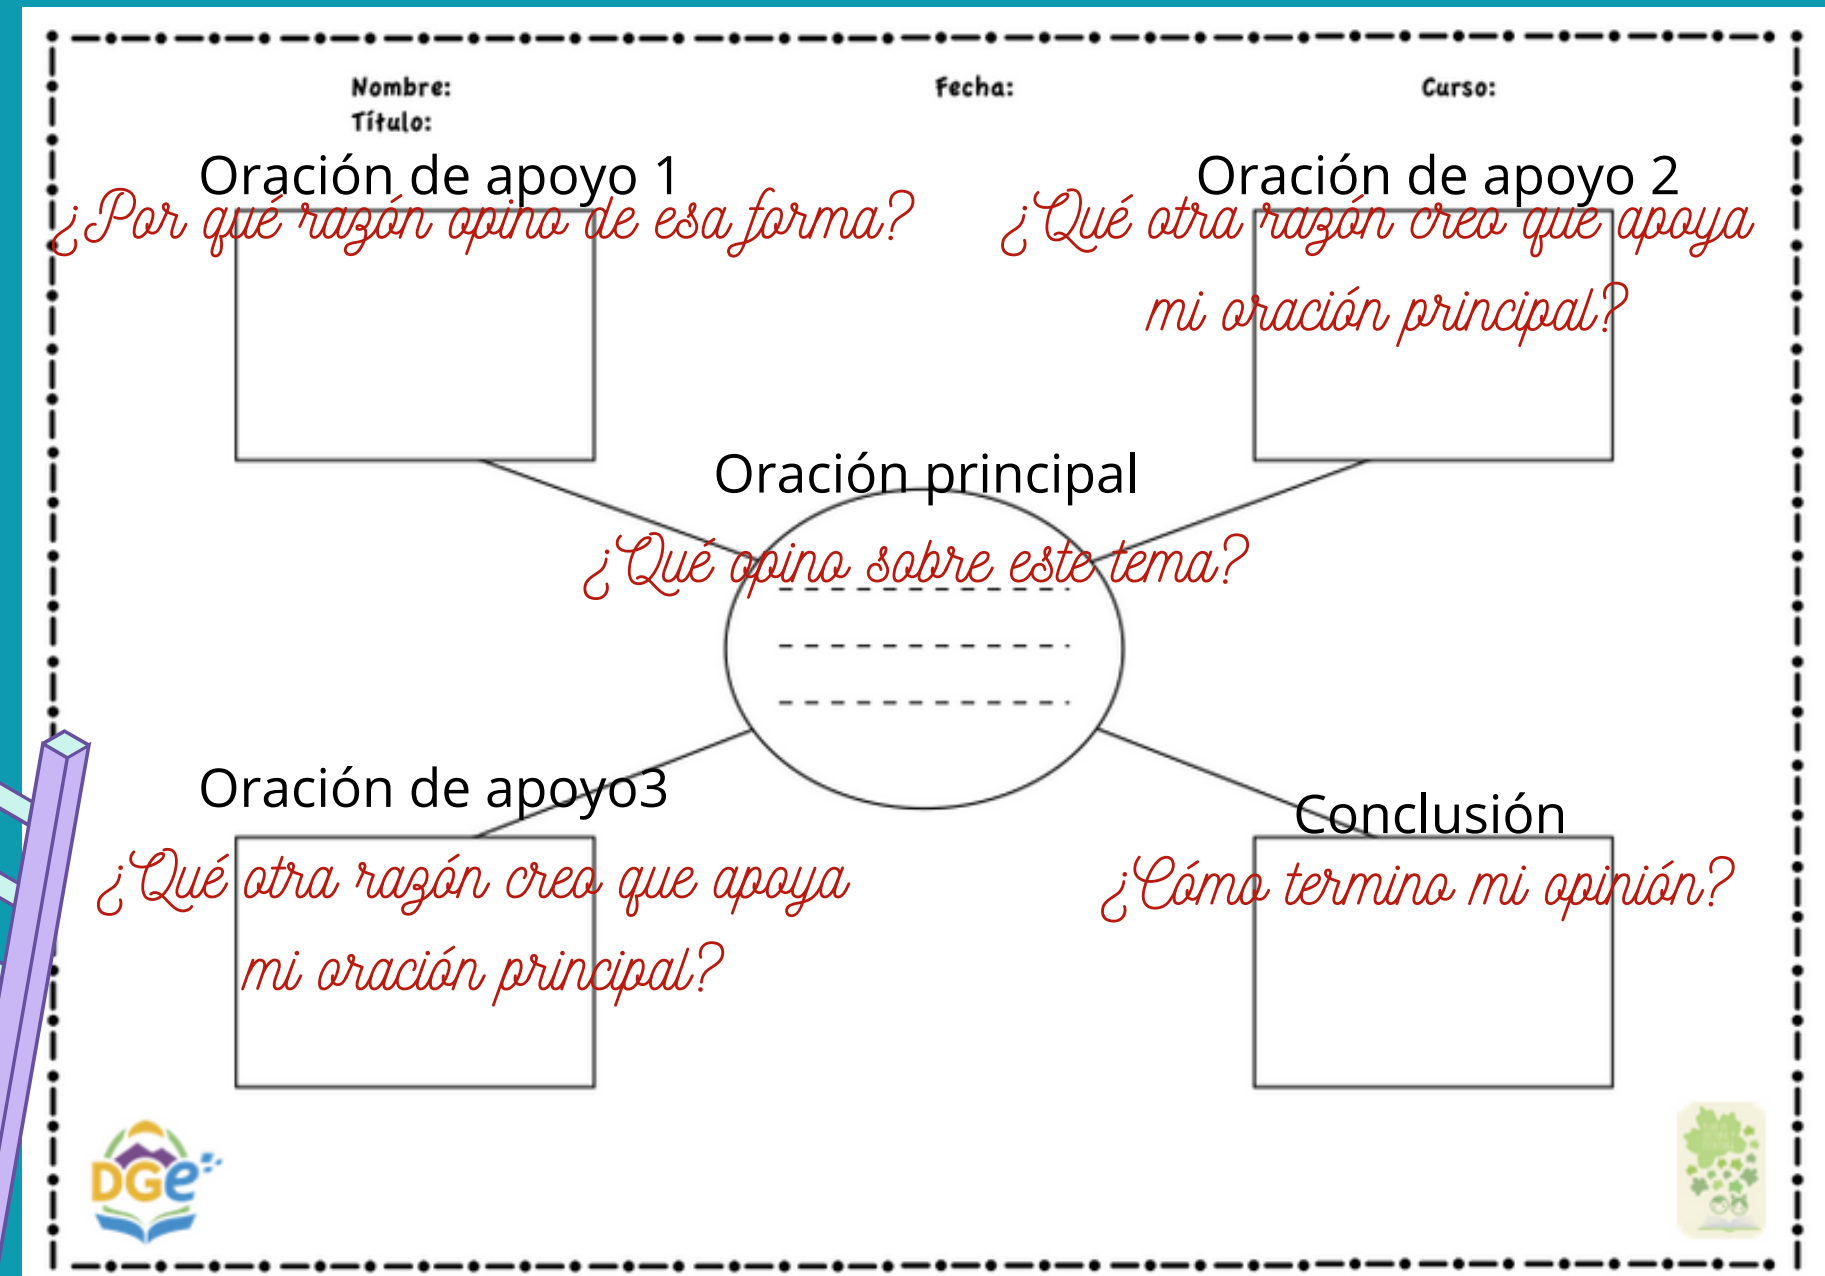 Nombre:
Fecha:
Curso:
Título:
Oración de apoyo 1
¿Por qué razón opino de esa forma?
Oración de apoyo 2
¿Qué otra razón creo que apoya
mi oración principal?
Oración principal
¿Qué opino sobre este tema?
Oración de apoyo3
¿Qué otra razón creo que apoya
mi oración principal?
Conclusión
¿Cómo termino mi opinión?
DGe